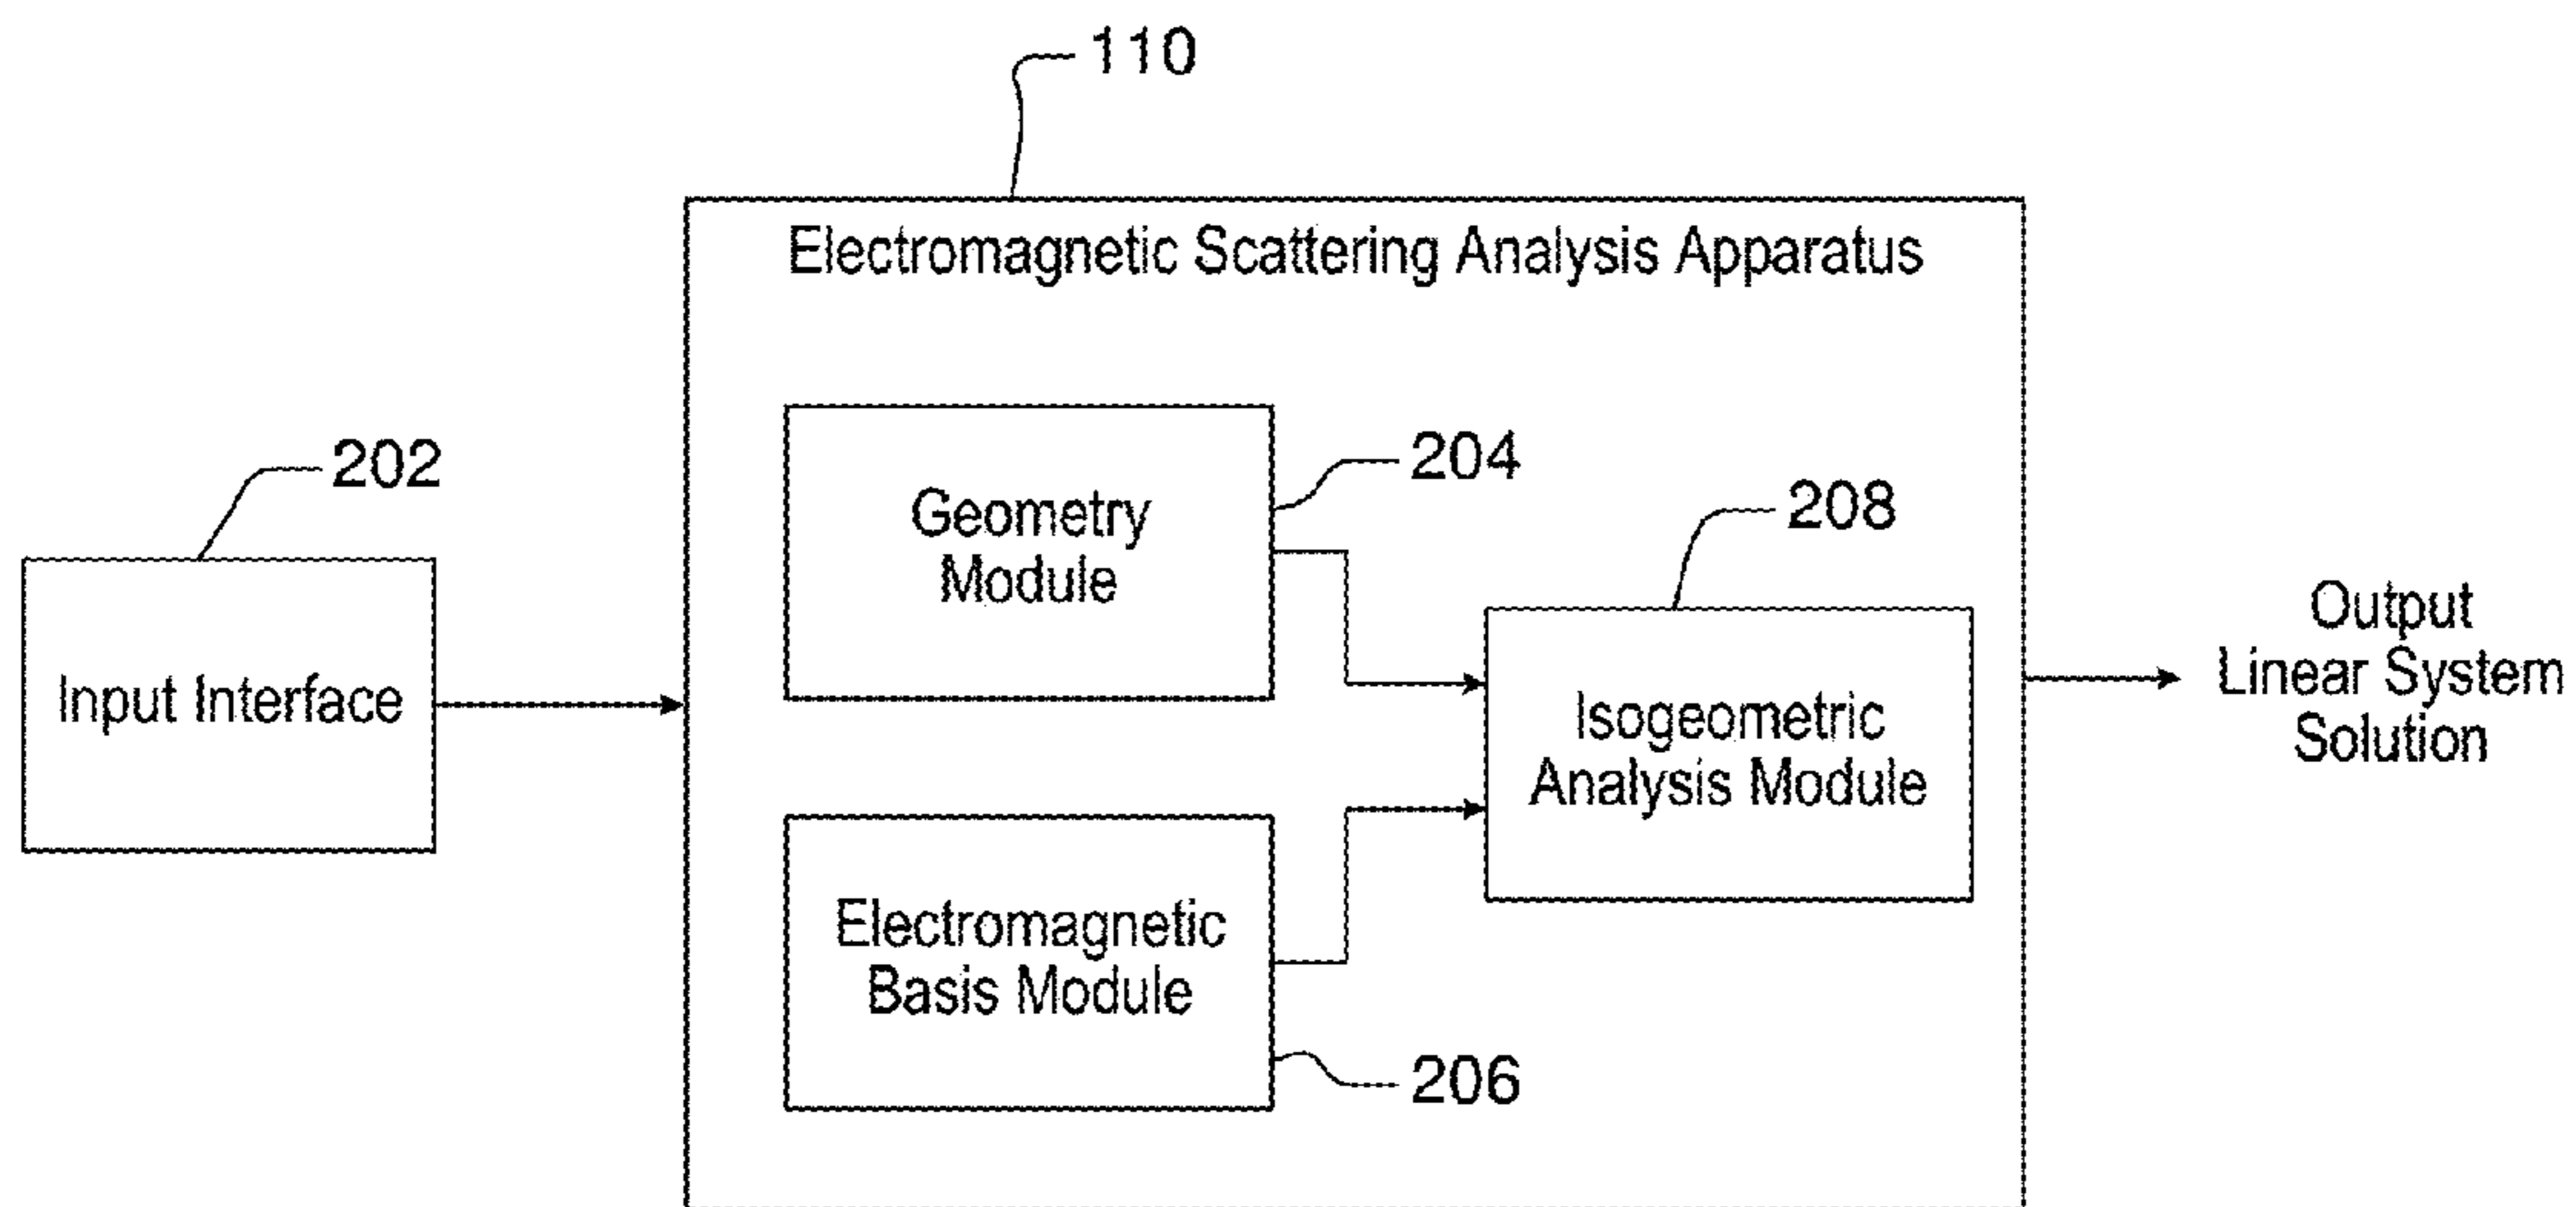 110
Electromagnetic Scattering Analysis Apparatus
202
Input Interface
204
Geometry
Module
208
Isogeometric
Analysis Module
Electromagnetic
Basis Module
206
Output
Linear System
Solution